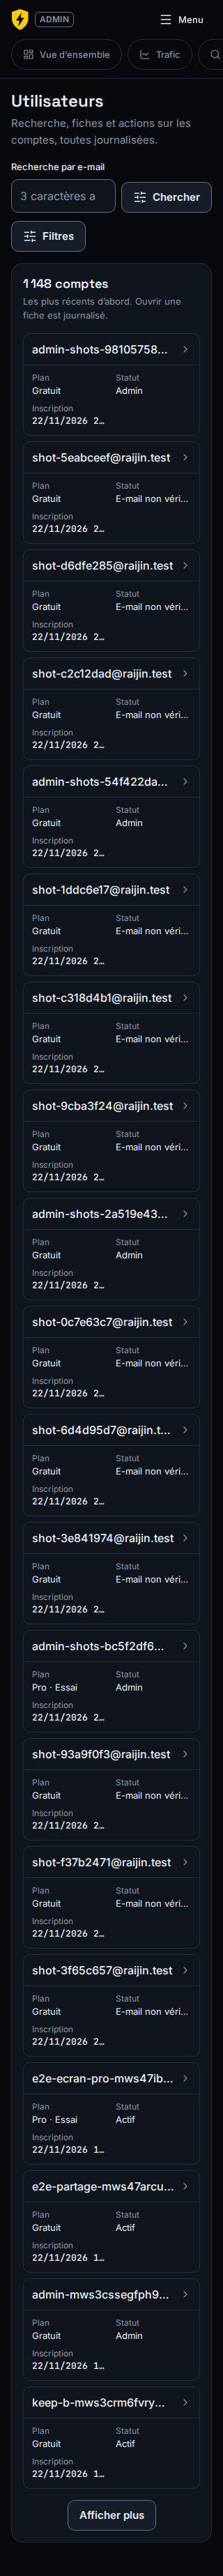 ADMIN
Menu
Vue d'ensemble
Trafic
Utilisateurs
Recherche, fiches et actions sur les
comptes, toutes journalisées.
Recherche par e-mail
3 caractères a
Chercher
Filtres
1 148 comptes
Les plus récents d'abord. Ouvrir une
fiche est journalisé.
admin-shots-98105758...
Plan Statut
Gratuit Admin
Inscription
22/11/2026 2...
shot-5eabceef@raijin.test
Plan Statut
Gratuit E-mail non véri...
Inscription
22/11/2026 2...
shot-d6dfe285@raijin.test
Plan Statut
Gratuit E-mail non véri...
Inscription
22/11/2026 2...
shot-c2c12dad@raijin.test
Plan Statut
Gratuit E-mail non véri...
Inscription
22/11/2026 2...
admin-shots-54f422da...
Plan Statut
Gratuit Admin
Inscription
22/11/2026 2...
shot-1ddc6e17@raijin.test
Plan Statut
Gratuit E-mail non véri...
Inscription
22/11/2026 2...
shot-c318d4b1@raijin.test
Plan Statut
Gratuit E-mail non véri...
Inscription
22/11/2026 2...
shot-9cba3f24@raijin.test
Plan Statut
Gratuit E-mail non véri...
Inscription
22/11/2026 2...
admin-shots-2a519e43...
Plan Statut
Gratuit Admin
Inscription
22/11/2026 2...
shot-0c7e63c7@raijin.test
Plan Statut
Gratuit E-mail non véri...
Inscription
22/11/2026 2...
shot-6d4d95d7@raijin.t...
Plan Statut
Gratuit E-mail non véri...
Inscription
22/11/2026 2...
shot-3e841974@raijin.test
Plan Statut
Gratuit E-mail non véri...
Inscription
22/11/2026 2...
admin-shots-bc5f2df6...
Plan Statut
Pro · Essai Admin
Inscription
22/11/2026 2...
shot-93a9f0f3@raijin.test
Plan Statut
Gratuit E-mail non véri...
Inscription
22/11/2026 2...
shot-f37b2471@raijin.test
Plan Statut
Gratuit E-mail non véri...
Inscription
22/11/2026 2...
shot-3f65c657@raijin.test
Plan Statut
Gratuit E-mail non véri...
Inscription
22/11/2026 2...
e2e-ecran-pro-mws47ib...
Plan Statut
Pro · Essai Actif
Inscription
22/11/2026 1...
e2e-partage-mws47arcu...
Plan Statut
Gratuit Actif
Inscription
22/11/2026 1...
admin-mws3cssegfph9...
Plan Statut
Gratuit Admin
Inscription
22/11/2026 1...
keep-b-mws3crm6fvry...
Plan Statut
Gratuit Actif
Inscription
22/11/2026 1...
Afficher plus